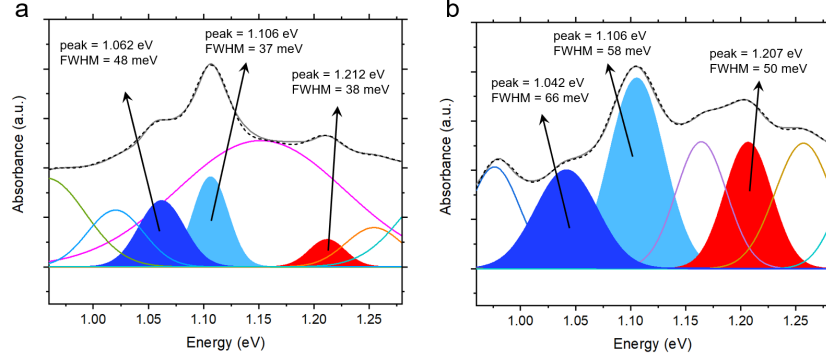 a
peak = 1.062 eV
FWHM = 48 meV
peak = 1.106 eV
FWHM = 37 meV
peak = 1.212 eV
FWHM = 38 meV
Absorbance (a.u.)
1.00 1.05 1.10 1.15 1.20 1.25
Energy (eV)
b
peak = 1.042 eV
FWHM = 66 meV
peak = 1.106 eV
FWHM = 58 meV
peak = 1.207 eV
FWHM = 50 meV
Absorbance (a.u.)
1.00 1.05 1.10 1.15 1.20 1.25
Energy (eV)